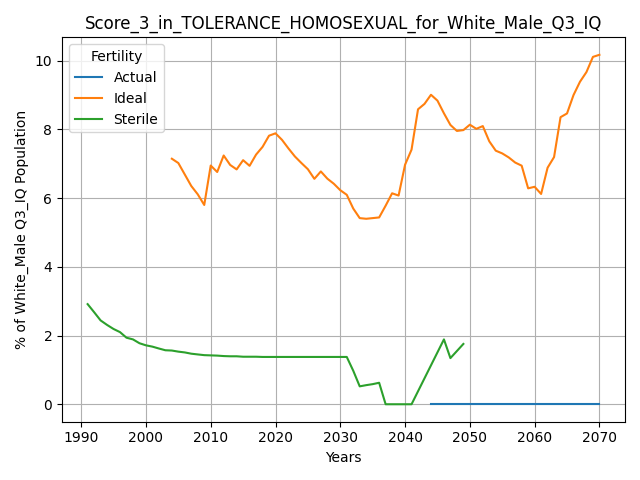 Score_3_in_TOLERANCE_HOMOSEXUAL_for_White_Male_Q3_IQ
Fertility
Actual
Ideal
Sterile
% of White_Male Q3_IQ Population
10
8
6
4
2
0
1990 2000 2010 2020 2030 2040 2050 2060 2070
Years